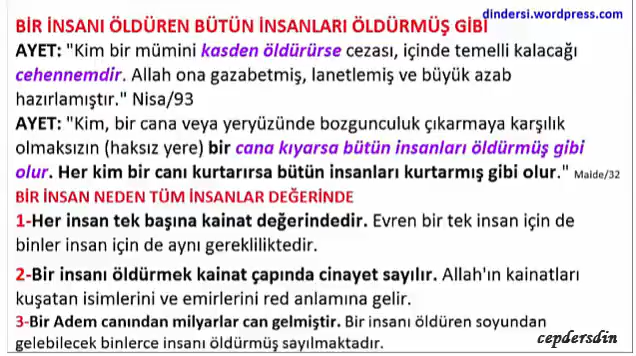 dindersi.wordpress.com
BİR İNSANI ÖLDÜREN BÜTÜN İNSANLARI ÖLDÜRMÜŞ GİBİ
AYET: "Kim bir mümini kasden öldürürse cezası, içinde temelli kalacağı
cehennemdir. Allah ona gazabetmiş, lanetlemiş ve büyük azab
hazırlamıştır." Nisa/93
AYET: "Kim, bir cana veya yeryüzünde bozgunculuk çıkarmaya karşılık
olmaksızın (haksız yere) bir cana kıyarsa bütün insanları öldürmüş gibi
olur. Her kim bir canı kurtarırsa bütün insanları kurtarmış gibi olur." Maide/32
BİR İNSAN NEDEN TÜM İNSANLAR DEĞERİNDE
1-Her insan tek başına kainat değerindedir. Evren bir tek insan için de
binler insan için de aynı gerekliliktedir.
2-Bir insanı öldürmek kainat çapında cinayet sayılır. Allah'ın kainatları
kuşatan isimlerini ve emirlerini red anlamına gelir.
3-Bir Adem canından milyarlar can gelmiştir. Bir insanı öldüren soyundan
gelebilecek binlerce insanı öldürmüş sayılmaktadır.
cepdersdin